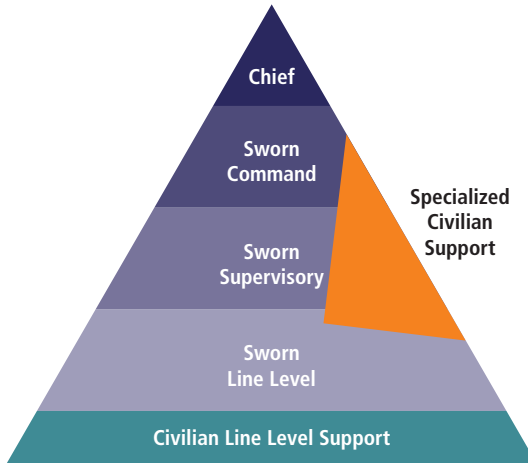 Chief
Sworn
Command
Specialized
Civilian
Support
Sworn
Supervisory
Sworn
Line Level
Civilian Line Level Support